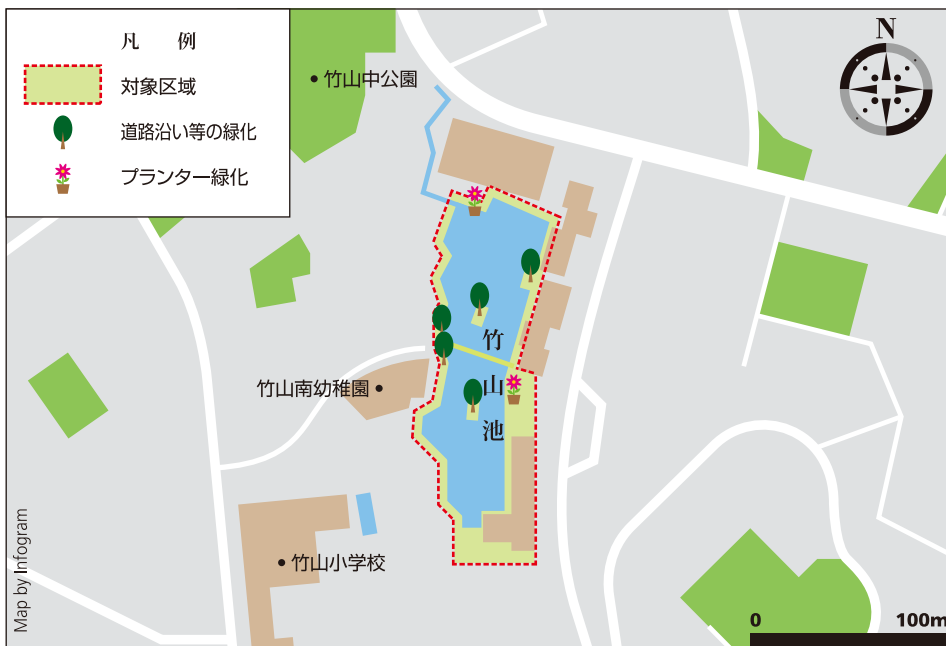 凡　例
対象区域
道路沿い等の緑化
プランター緑化
竹山中公園
N
竹山池
竹山南幼稚園
竹山小学校
Map by Infogram
0 100m